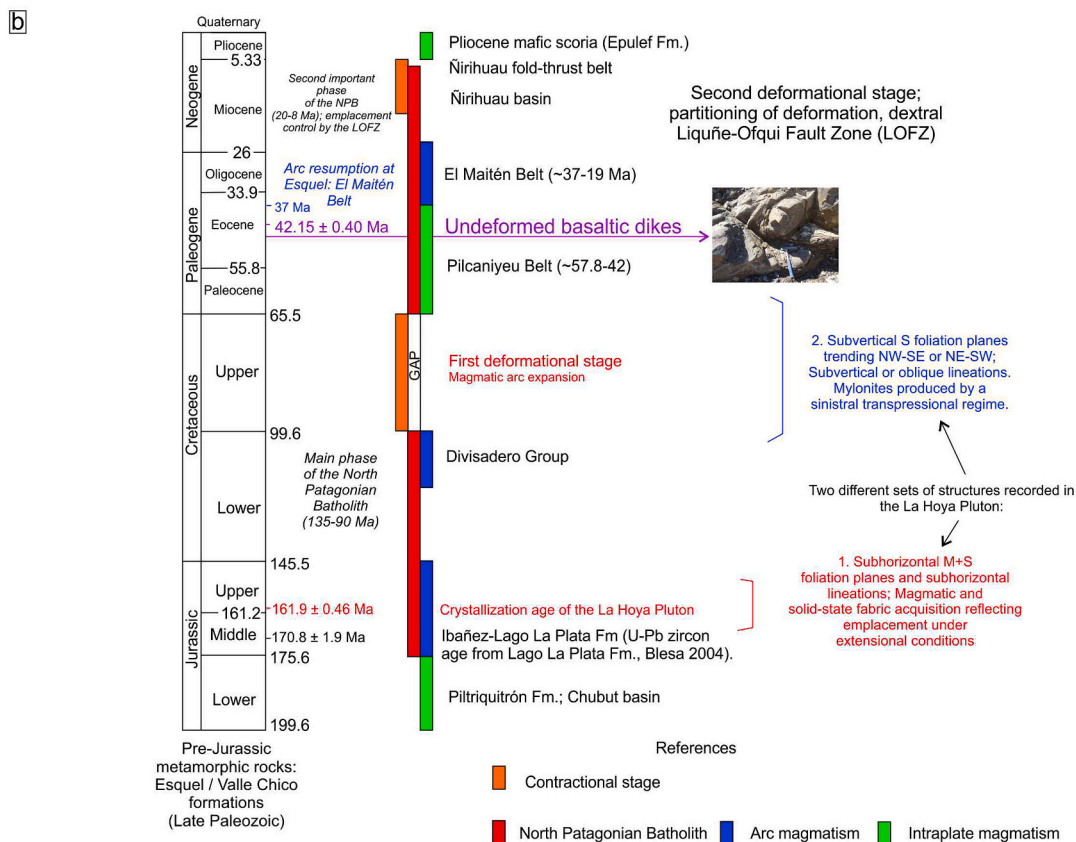 b
Quaternary
Pliocene
5.33
Neogene
Miocene
26
Oligocene
33.9
37 Ma
Eocene
42.15 ± 0.40 Ma
Paleogene
55.8
Paleocene
65.5
Upper
Cretaceous
99.6
Lower
145.5
Upper
161.2
161.9 ± 0.46 Ma
Jurassic
Middle
170.8 ± 1.9 Ma
175.6
Lower
199.6
Pre-Jurassic
metamorphic rocks:
Esquel / Valle Chico
formations
(Late Paleozoic)
Second important
phase
of the NPB
(20-8 Ma); emplacement
control by the LOFZ
Arc resumption at
Esquel: El Maitén
Belt
Main phase
of the North
Patagonian
Batholith
(135-90 Ma)
GAP
Pliocene mafic scoria (Epulef Fm.)
Ñirihuau fold-thrust belt
Ñirihuau basin
El Maitén Belt (~37-19 Ma)
Undeformed basaltic dikes
Pilcaniyeu Belt (~57.8-42)
First deformational stage
Magmatic arc expansion
Divisadero Group
Crystallization age of the La Hoya Pluton
Ibañez-Lago La Plata Fm (U-Pb zircon
age from Lago La Plata Fm., Blesa 2004).
Piltriquitrón Fm.; Chubut basin
Second deformational stage;
partitioning of deformation, dextral
Liquñe-Ofqui Fault Zone (LOFZ)
2. Subvertical S foliation planes
trending NW-SE or NE-SW;
Subvertical or oblique lineations.
Mylonites produced by a
sinistral transpressional regime.
Two different sets of structures recorded in
the La Hoya Pluton:
1. Subhorizontal M+S
foliation planes and subhorizontal
lineations; Magmatic and
solid-state fabric acquisition reflecting
emplacement under
extensional conditions
References
Contractional stage
North Patagonian Batholith
Arc magmatism
Intraplate magmatism